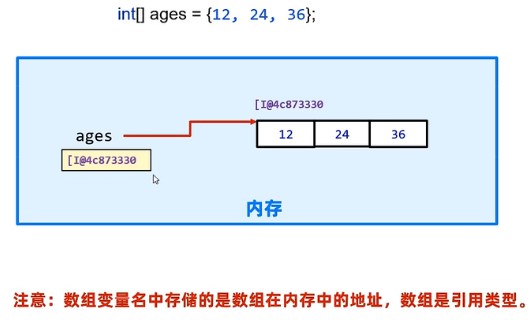 int[] ages = {12, 24, 36};
[I@4c873330
12 24 36
ages
[I@4c873330
内存
注意：数组变量名中存储的是数组在内存中的地址，数组是引用类型。